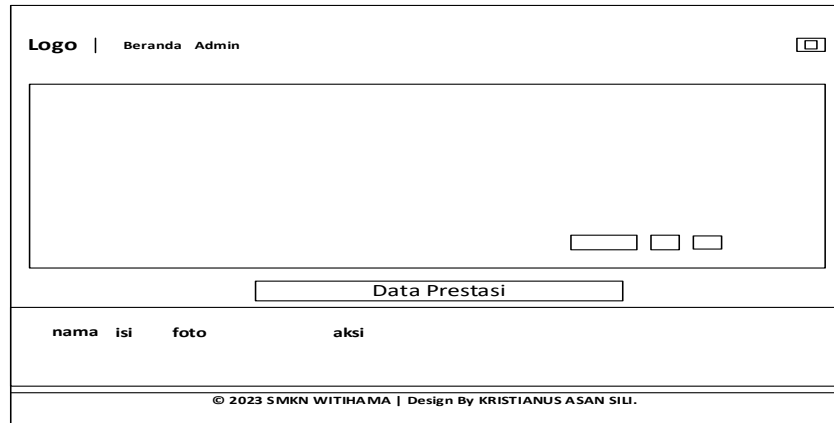 Logo | Beranda Admin
Data Prestasi
nama isi foto aksi
© 2023 SMKN WITIHAMA | Design By KRISTIANUS ASAN SILI.